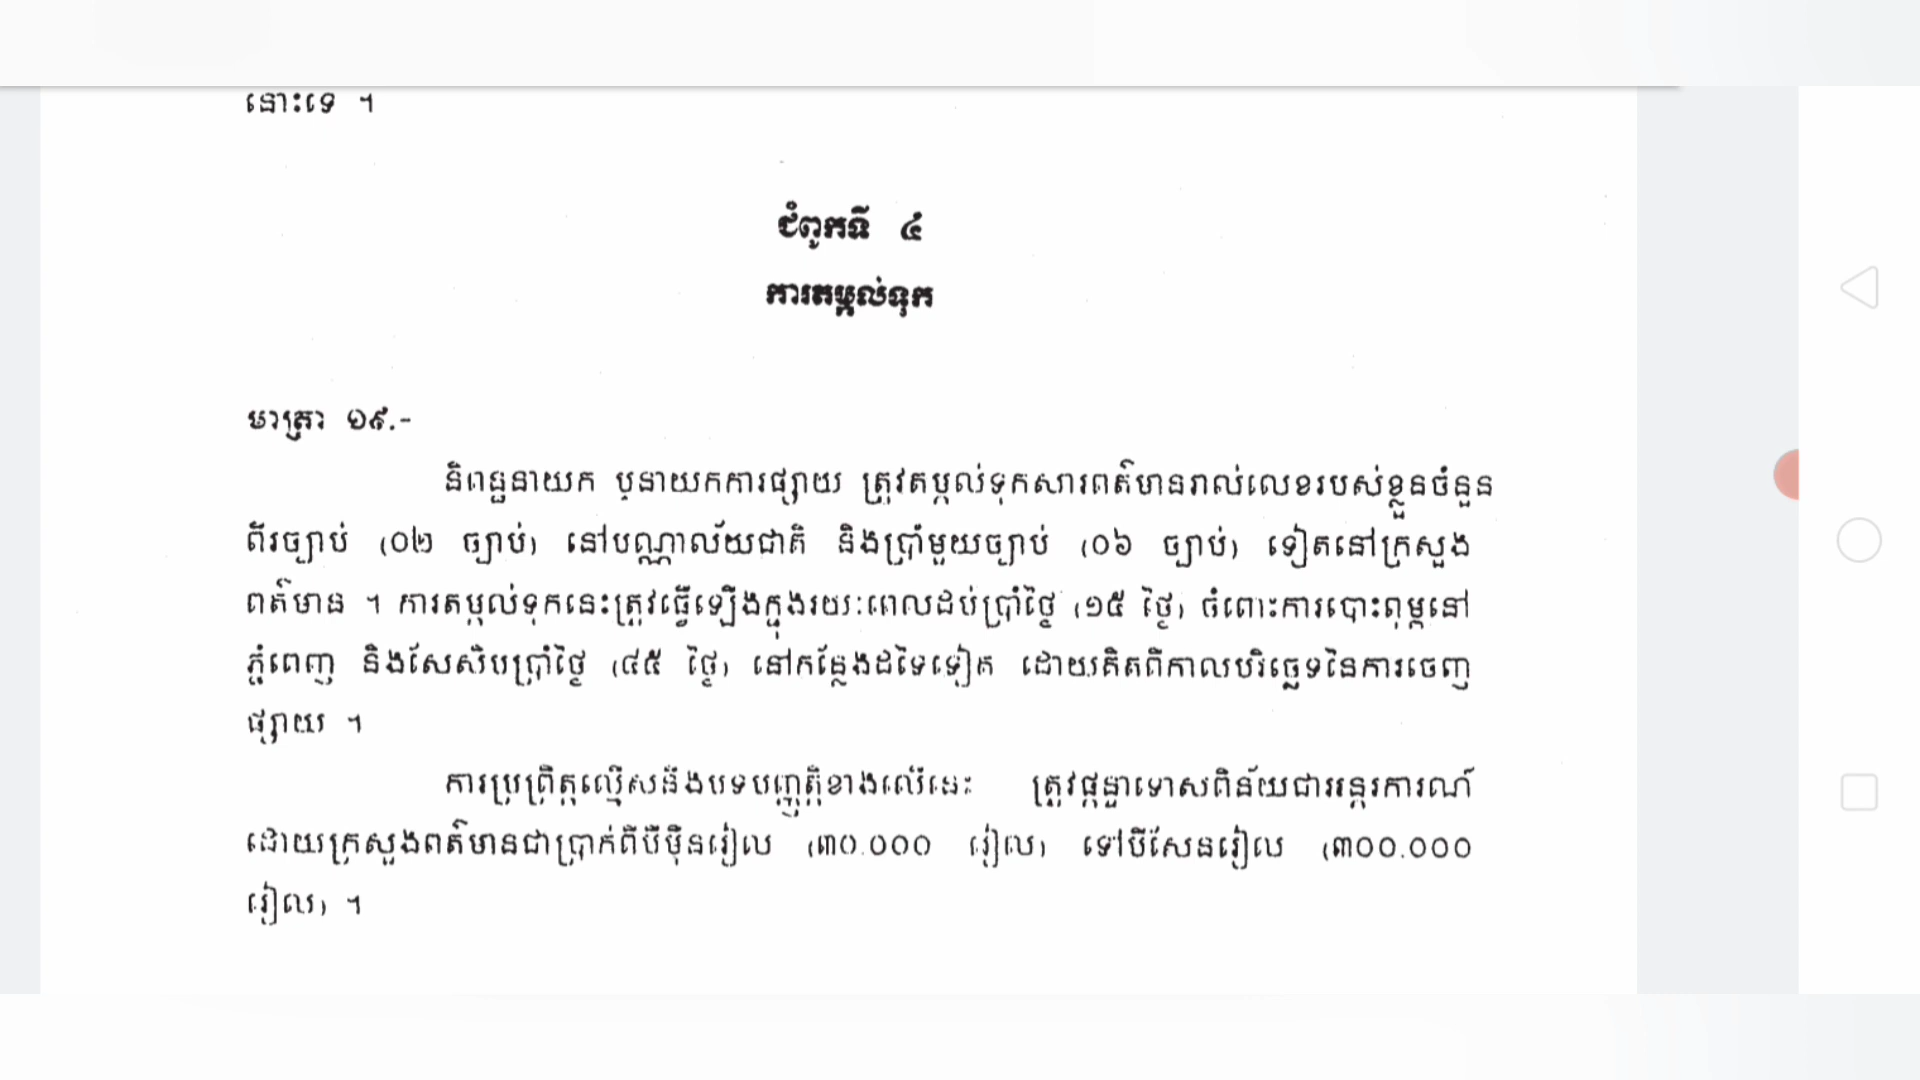 នោះទេ ។
ជំពូកទី ៤
ការតម្កល់ទុក
មាត្រា ១៩.-
និពន្ធនាយក ឬនាយកការផ្សាយ ត្រូវតម្កល់ទុកសារពត៌មានរាល់លេខរបស់ខ្លួនចំនួន
ពីរច្បាប់ (០២ ច្បាប់) នៅបណ្ណាល័យជាតិ និងប្រាំមួយច្បាប់ (០៦ ច្បាប់) ទៀតនៅក្រសួង
ពត៌មាន ។ ការតម្កល់ទុកនេះត្រូវធ្វើឡើងក្នុងរយៈពេលដប់ប្រាំថ្ងៃ (១៥ ថ្ងៃ) ចំពោះការបោះពុម្ពនៅ
ភ្នំពេញ និងសែសិបប្រាំថ្ងៃ (៤៥ ថ្ងៃ) នៅកន្លែងដទៃទៀត ដោយគិតពីកាលបរិច្ឆេទនៃការចេញ
ផ្សាយ ។
ការប្រព្រឹត្តល្មើសនឹងបទបញ្ញត្តិខាងលើនេះ ត្រូវផ្តន្ទាទោសពិន័យជាអន្តរការណ៍
ដោយក្រសួងពត៌មានជាប្រាក់ពីបីម៉ឺនរៀល (៣០.០០០ រៀល) ទៅបីសែនរៀល (៣០០.០០០
រៀល) ។